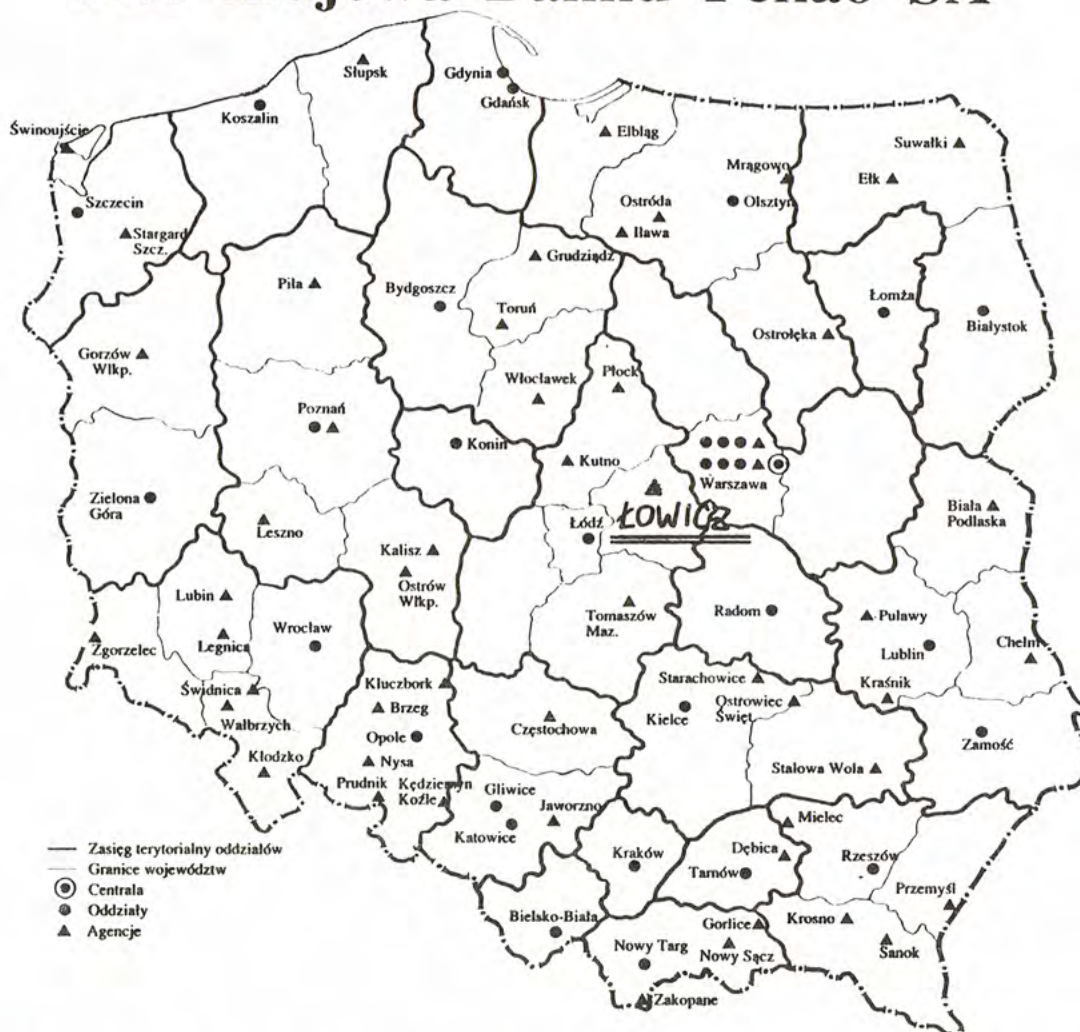 Banku Pekao SA
Słupsk
Gdynia
Gdańsk
Koszalin
Świnoujście
Elbląg
Suwałki
Mrągowo
Ełk
Szczecin
Ostróda
Olsztyn
Stargard
Szcz.
Iława
Grudziądz
Piła
Bydgoszcz
Toruń
Łomża
Białystok
Ostrołęka
Gorzów
Wlkp.
Włocławek
Płock
Poznań
Konin
Kutno
Warszawa
Zielona
Góra
Leszno
Łódź
ŁOWICZ
Biała
Podlaska
Kalisz
Ostrów
Wlkp.
Lubin
Tomaszów
Maz.
Radom
Puławy
Wrocław
Legnica
Zgorzelec
Lublin
Chełm
Świdnica
Kluczbork
Starachowice
Kraśnik
Wałbrzych
Brzeg
Częstochowa
Kielce
Ostrowiec
Święt.
Opole
Zamość
Kłodzko
Nysa
Stalowa Wola
Prudnik
Kędzierzyn
Koźle
Gliwice
Jaworzno
Katowice
Mielec
Zasięg terytorialny oddziałów
Granice województw
Centrala
Oddziały
Agencje
Kraków
Dębica
Tarnów
Rzeszów
Przemyśl
Bielsko-Biała
Gorlice
Krosno
Nowy Targ
Nowy Sącz
Sanok
Zakopane